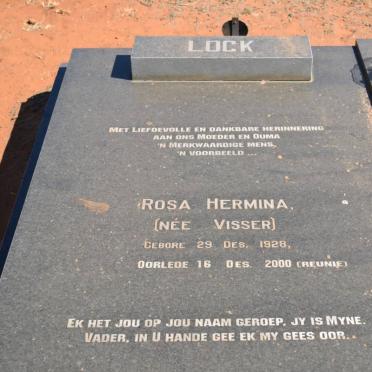 LOCK
Met Liefdevolle en dankbare herinnering
aan ons Moeder en Ouma
'n Merkwaardige mens,
'n voorbeeld ...
Rosa Hermina,
(née Visser)
Gebore 29 Des. 1928,
Oorlede 16 Des. 2000 (Reunie)
Ek het jou op jou naam geroep, jy is Myne.
Vader, in U hande gee ek my gees oor..